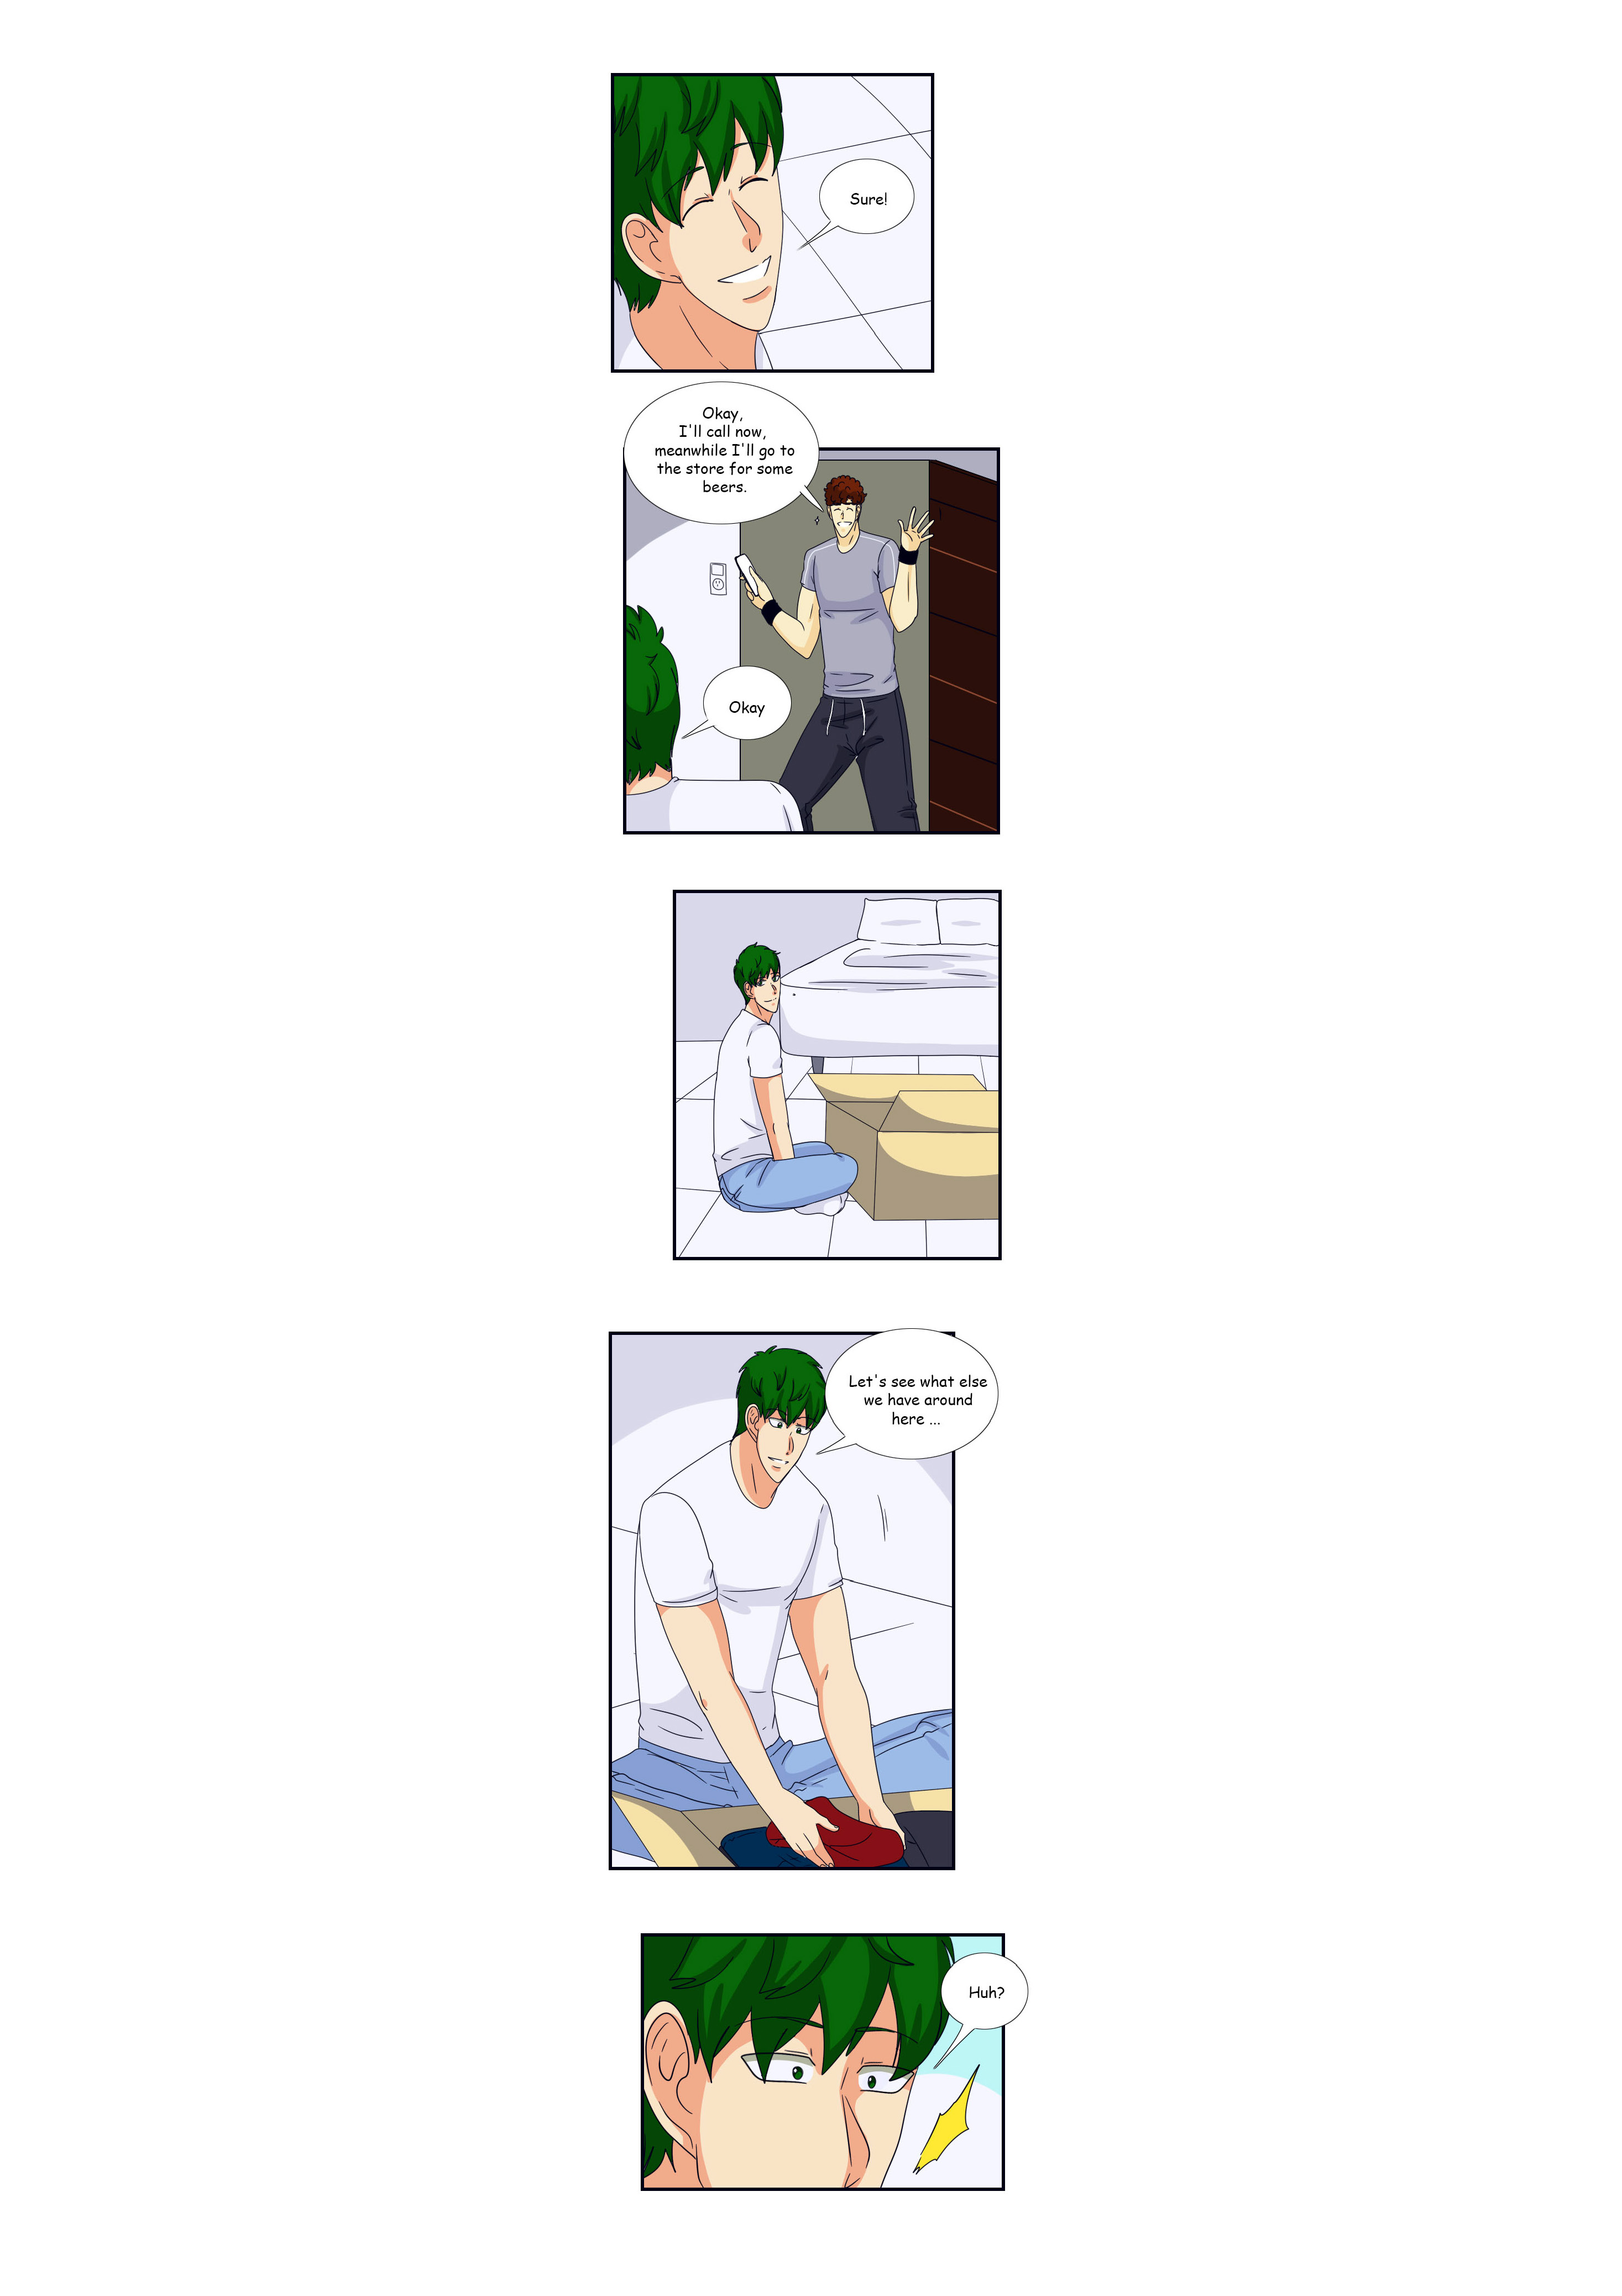 Sure!
Okay,
I'll call now,
meanwhile I'll go to
the store for some
beers.
Okay
Let's see what else
we have around
here ...
Huh?